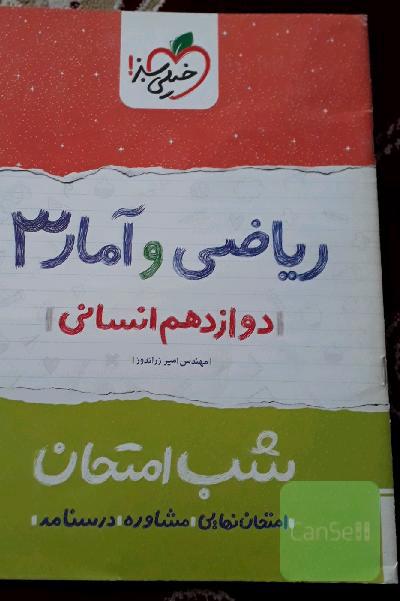 خیلی سبز!
ریاضی و آمار ۳
دوازدهم انسانی
مهندس امیر زراندوز
شب امتحان
امتحان نهایی | مشاوره | درسنامه
CanSell